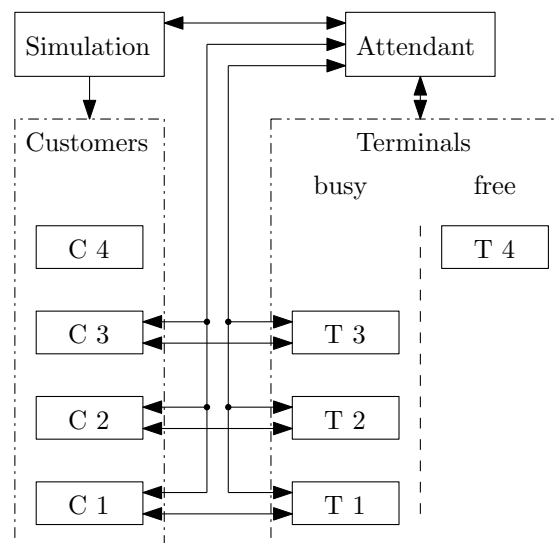 Simulation
Attendant
Customers
Terminals
busy
free
C 4
T 4
C 3
T 3
C 2
T 2
C 1
T 1